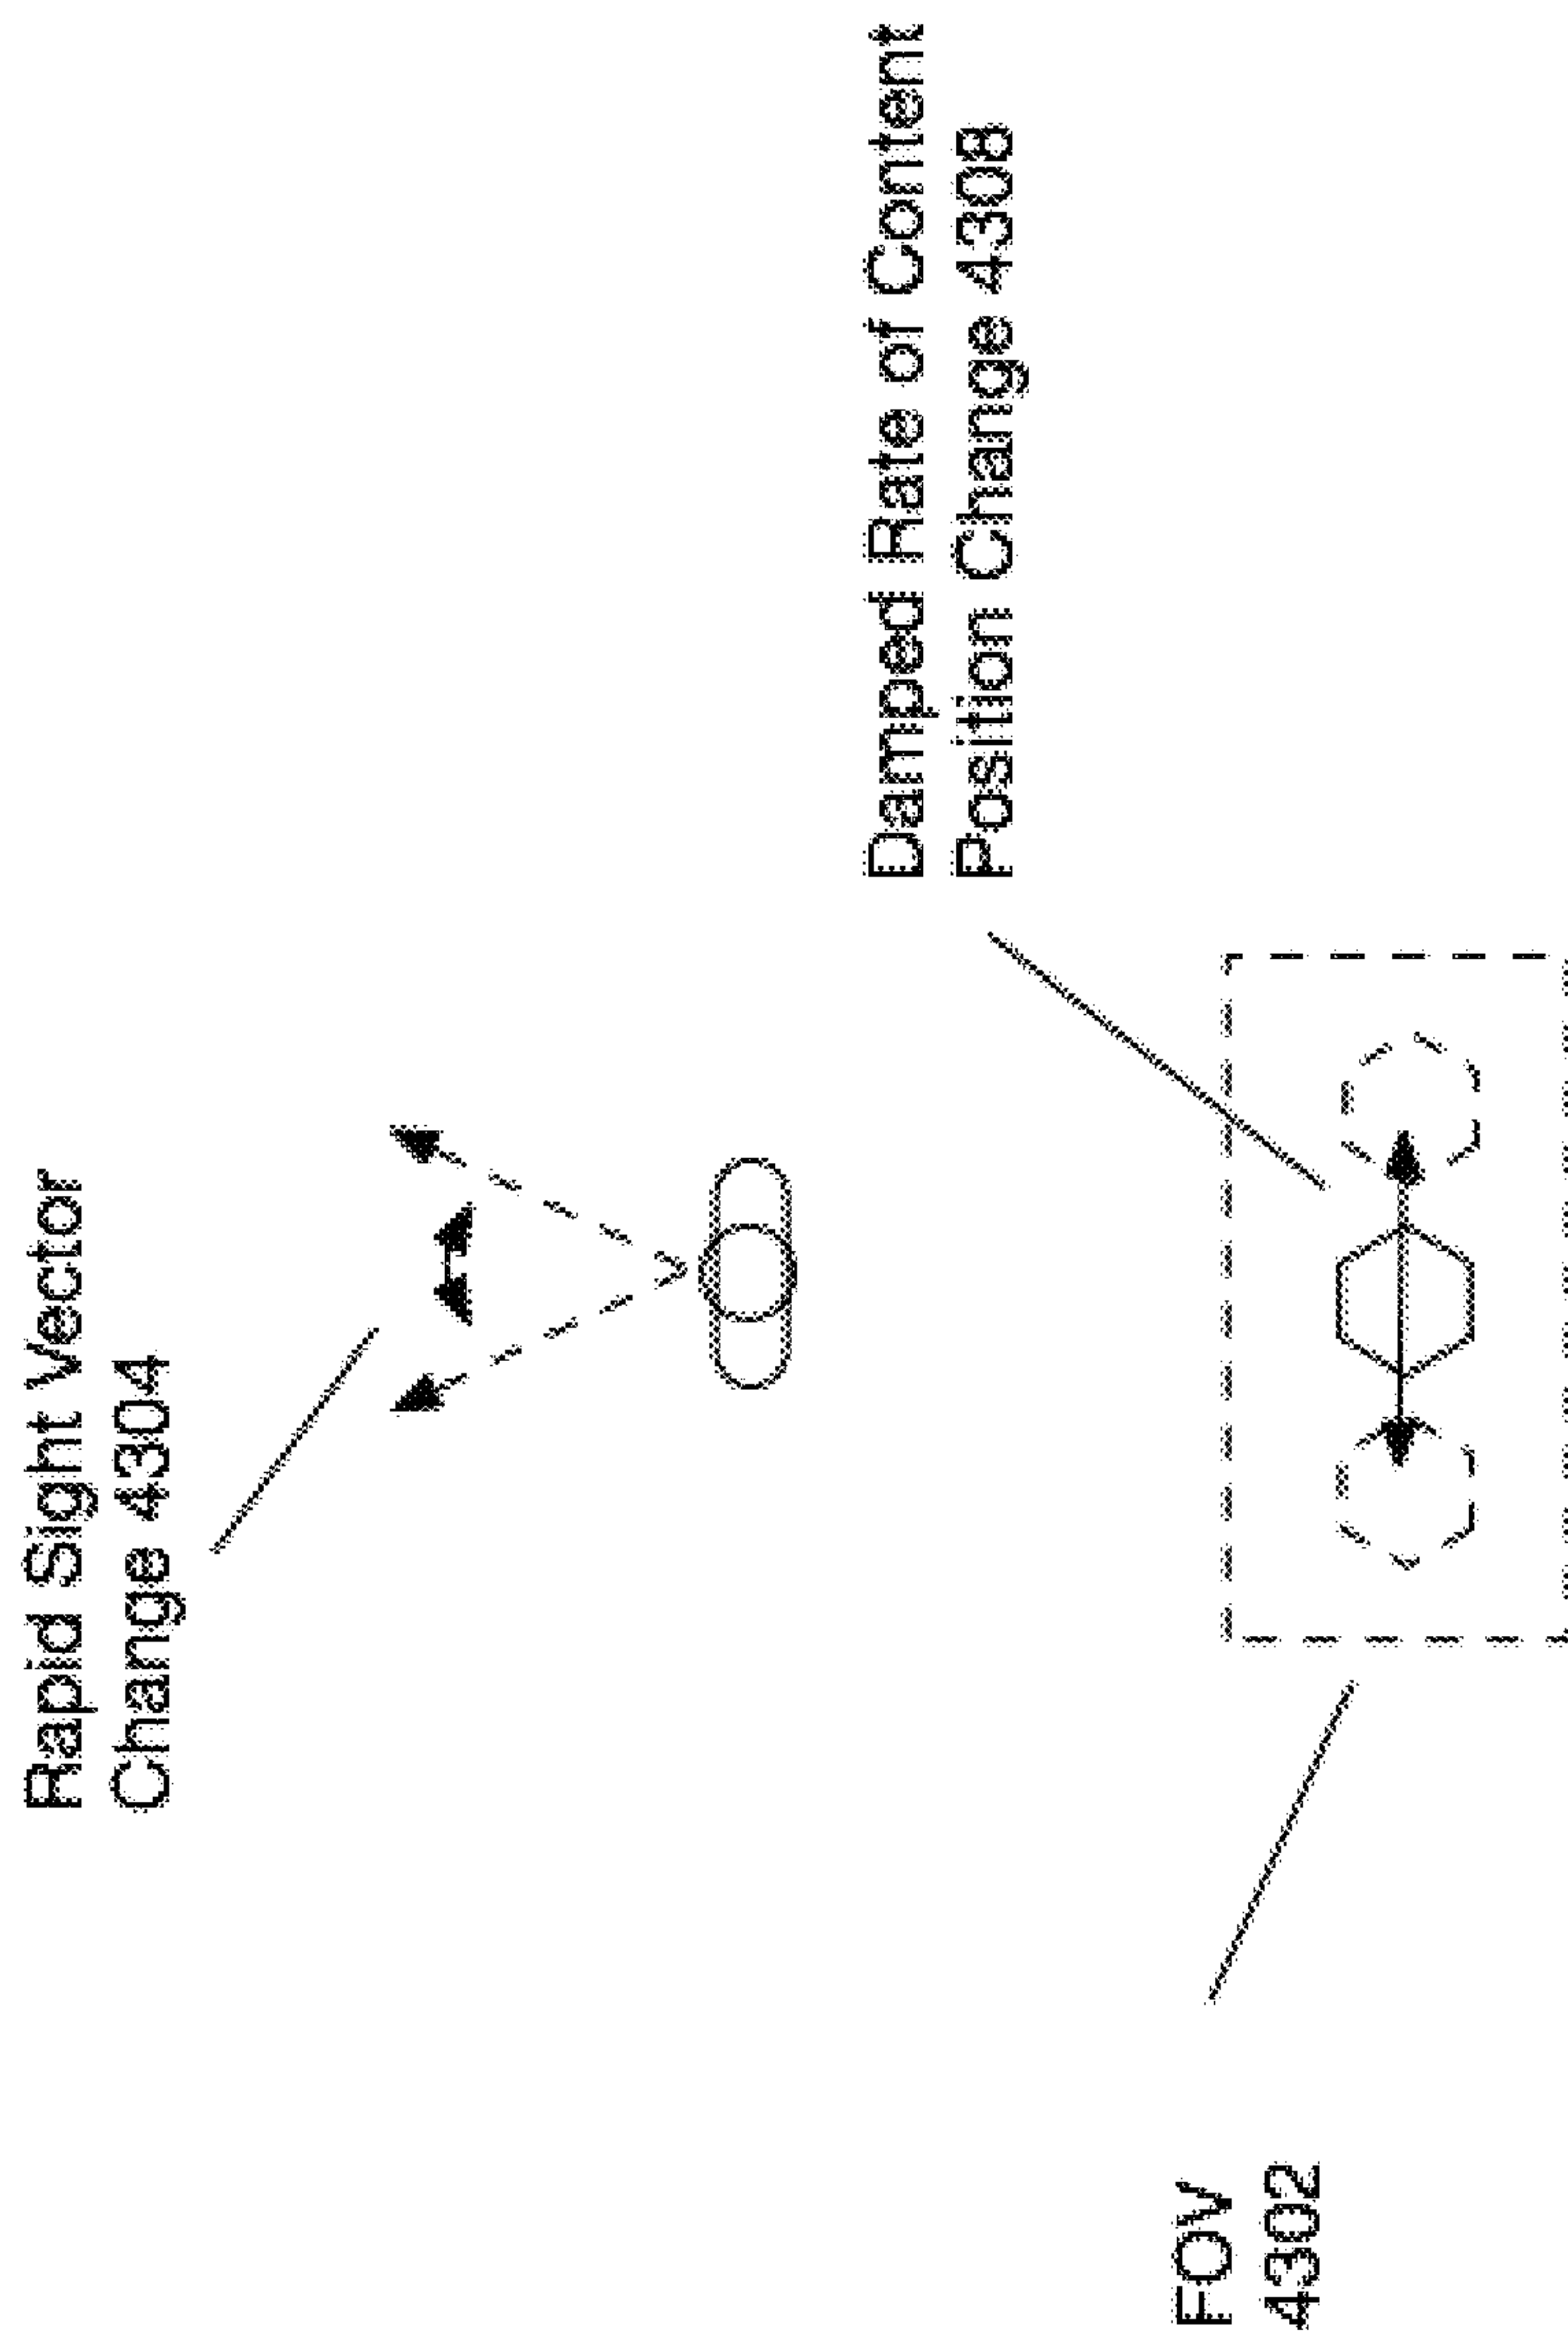 Rapid Sight Vector
Change 4304
Damped Rate of Content
Position Change 4308
FOV
4302